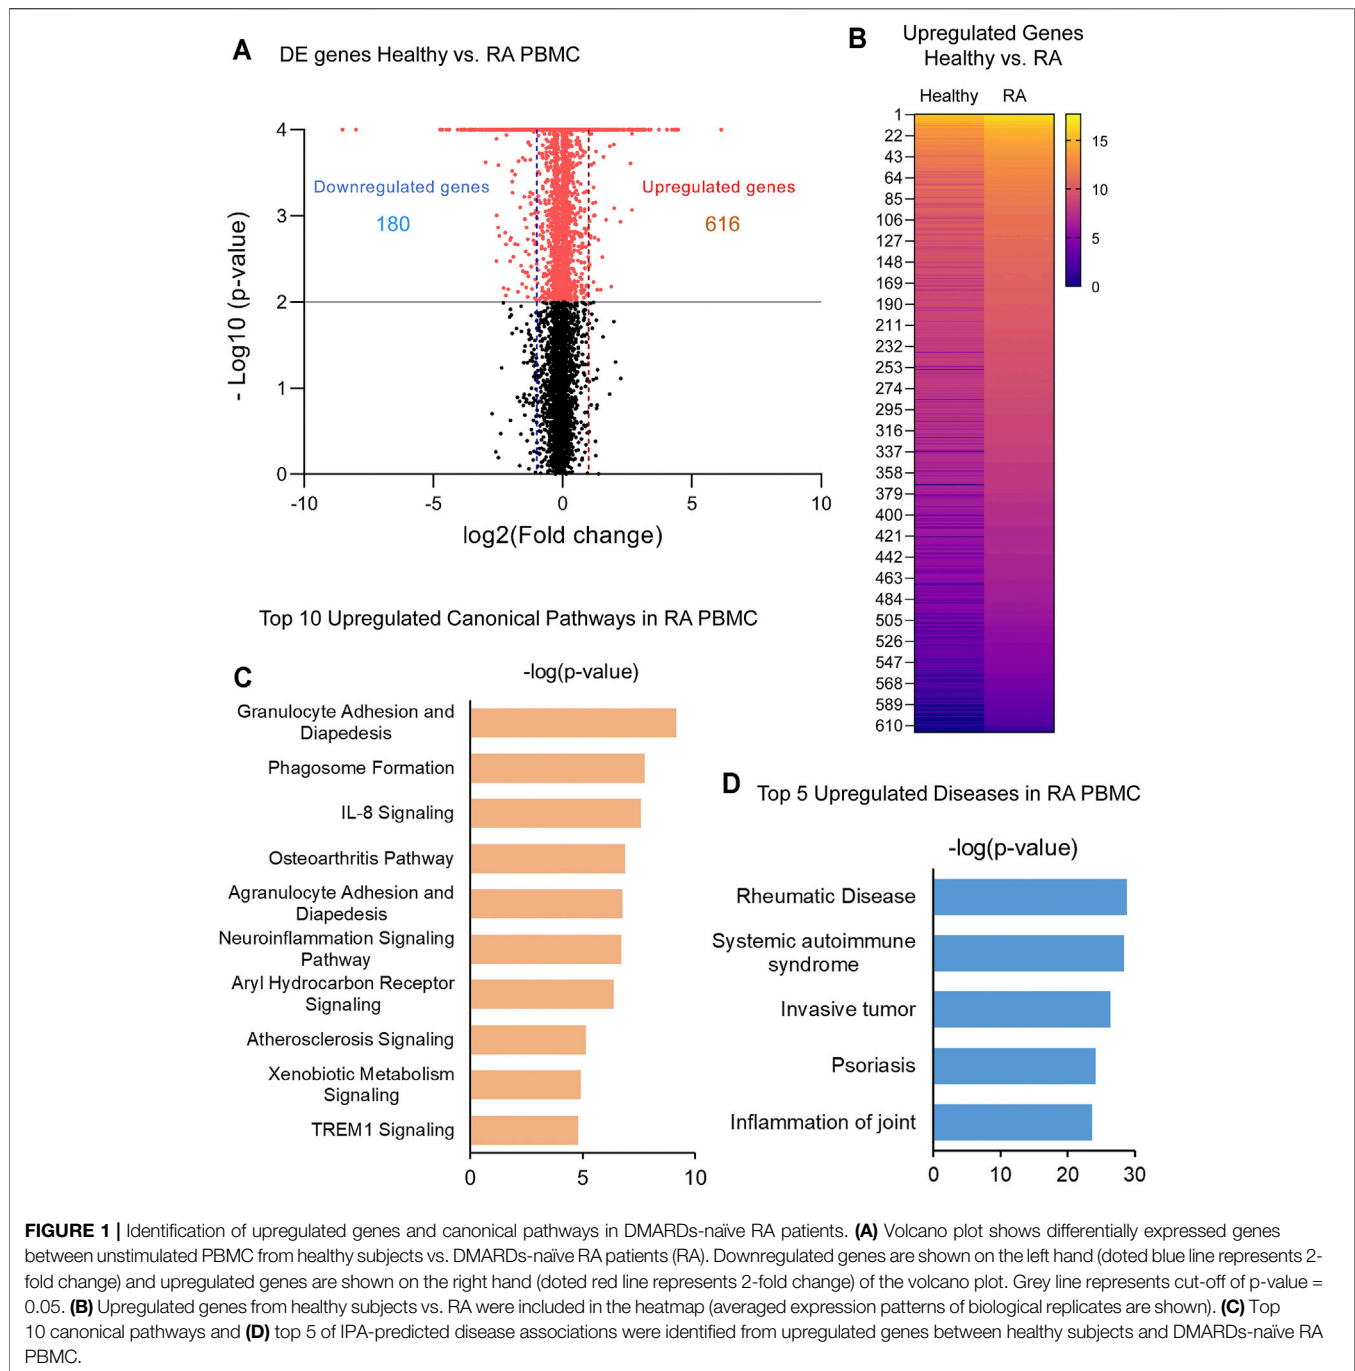 A
DE genes Healthy vs. RA PBMC
4
3
2
1
0
-10
-5
0
5
10
- Log10 (p-value)
log2(Fold change)
Downregulated genes
180
Upregulated genes
616
B
Upregulated Genes
Healthy vs. RA
Healthy
RA
1
22
43
64
85
106
127
148
169
190
211
232
253
274
295
316
337
358
379
400
421
442
463
484
505
526
547
568
589
610
15
10
5
0
Top 10 Upregulated Canonical Pathways in RA PBMC
C
-log(p-value)
Granulocyte Adhesion and
Diapedesis
Phagosome Formation
IL-8 Signaling
Osteoarthritis Pathway
Agranulocyte Adhesion and
Diapedesis
Neuroinflammation Signaling
Pathway
Aryl Hydrocarbon Receptor
Signaling
Atherosclerosis Signaling
Xenobiotic Metabolism
Signaling
TREM1 Signaling
0
5
10
D
Top 5 Upregulated Diseases in RA PBMC
-log(p-value)
Rheumatic Disease
Systemic autoimmune
syndrome
Invasive tumor
Psoriasis
Inflammation of joint
0
10
20
30
FIGURE 1 | Identification of upregulated genes and canonical pathways in DMARDs-naïve RA patients. (A) Volcano plot shows differentially expressed genes
between unstimulated PBMC from healthy subjects vs. DMARDs-naïve RA patients (RA). Downregulated genes are shown on the left hand (doted blue line represents 2-
fold change) and upregulated genes are shown on the right hand (doted red line represents 2-fold change) of the volcano plot. Grey line represents cut-off of p-value =
0.05. (B) Upregulated genes from healthy subjects vs. RA were included in the heatmap (averaged expression patterns of biological replicates are shown). (C) Top
10 canonical pathways and (D) top 5 of IPA-predicted disease associations were identified from upregulated genes between healthy subjects and DMARDs-naïve RA
PBMC.